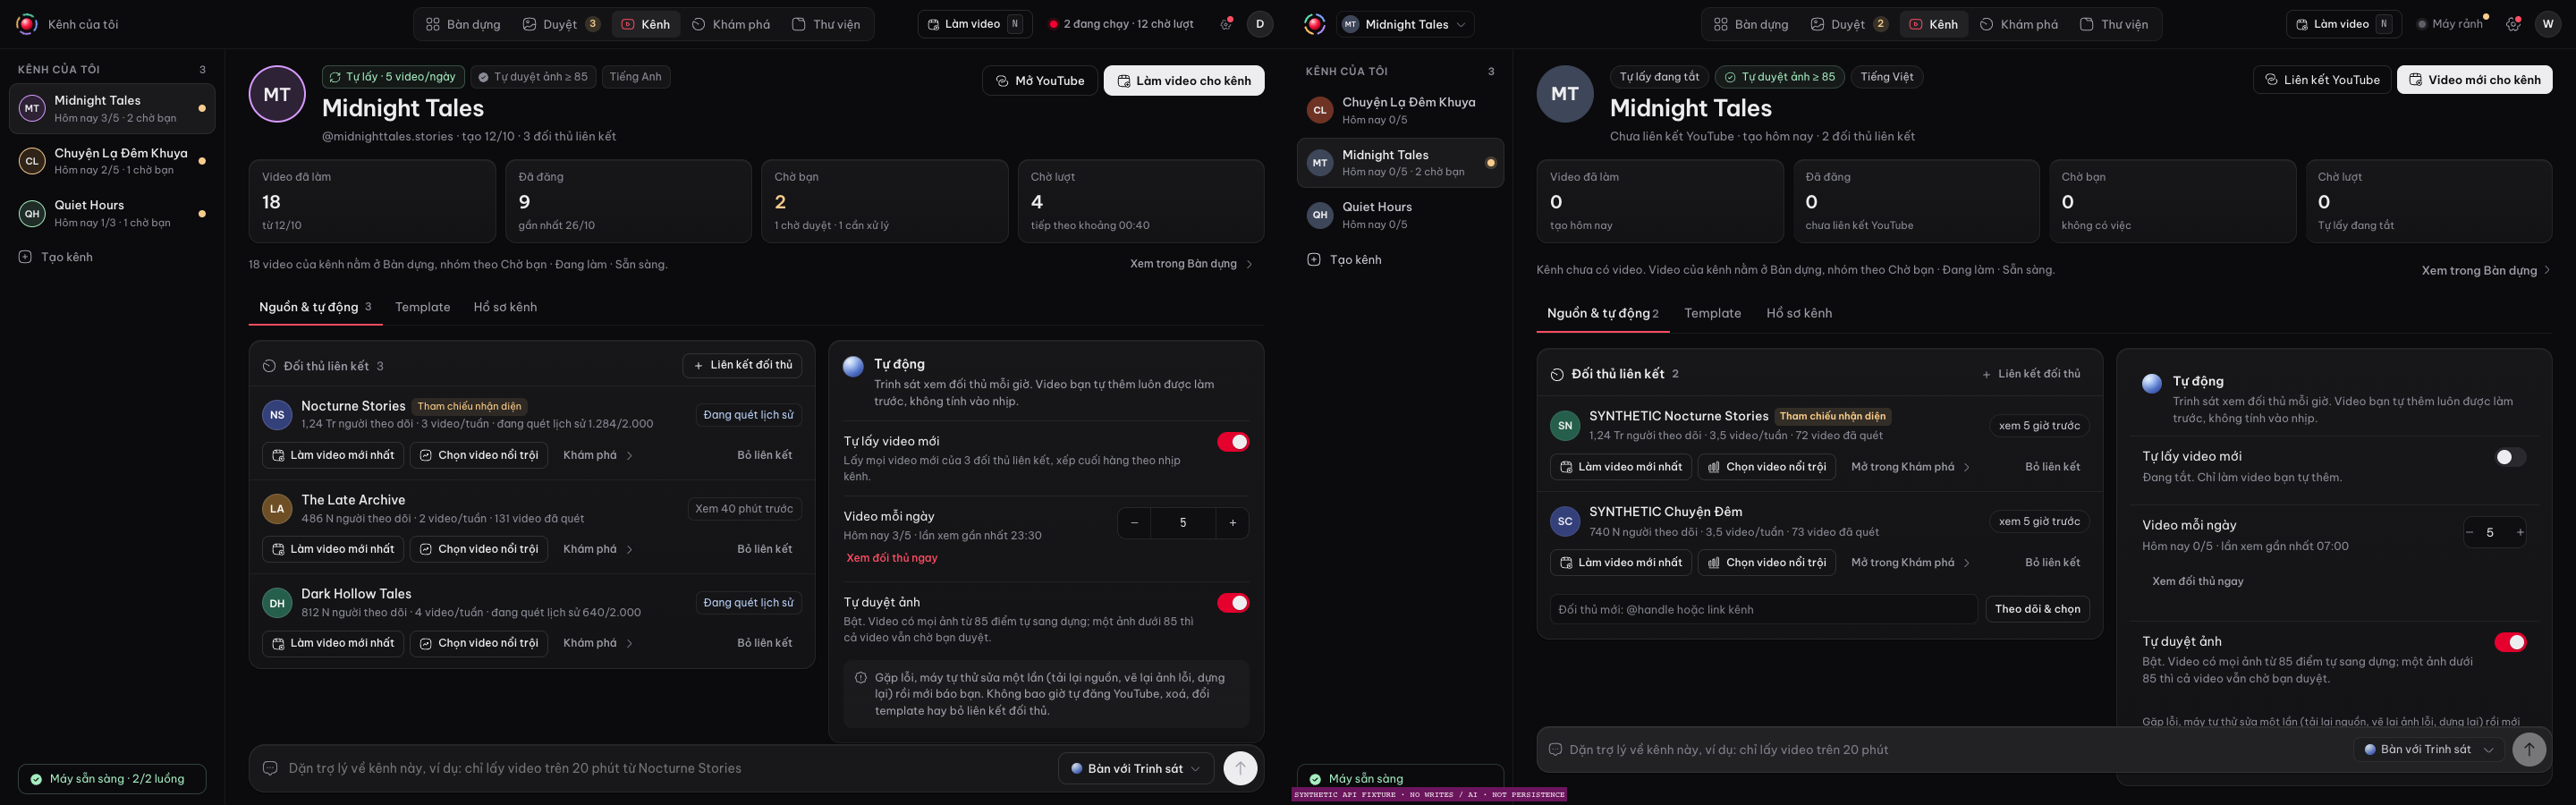 Kênh của tôi
Bàn dựng
Duyệt 3
Kênh
Khám phá
Thư viện
Làm video N
2 đang chạy · 12 chờ lượt
D
KÊNH CỦA TÔI 3
MT
Midnight Tales
Hôm nay 3/5 · 2 chờ bạn
CL
Chuyện Lạ Đêm Khuya
Hôm nay 2/5 · 1 chờ bạn
QH
Quiet Hours
Hôm nay 1/3 · 1 chờ bạn
Tạo kênh
Máy sẵn sàng · 2/2 luồng
MT
Tự lấy · 5 video/ngày
Tự duyệt ảnh ≥ 85
Tiếng Anh
Midnight Tales
@midnighttales.stories · tạo 12/10 · 3 đối thủ liên kết
Mở YouTube
Làm video cho kênh
Video đã làm
18
từ 12/10
Đã đăng
9
gần nhất 26/10
Chờ bạn
2
1 chờ duyệt · 1 cần xử lý
Chờ lượt
4
tiếp theo khoảng 00:40
18 video của kênh nằm ở Bàn dựng, nhóm theo Chờ bạn · Đang làm · Sẵn sàng.
Xem trong Bàn dựng
Nguồn & tự động 3
Template
Hồ sơ kênh
Đối thủ liên kết 3
+ Liên kết đối thủ
NS
Nocturne Stories
Tham chiếu nhận diện
1,24 Tr người theo dõi · 3 video/tuần · đang quét lịch sử 1.284/2.000
Đang quét lịch sử
Làm video mới nhất
Chọn video nổi trội
Khám phá
Bỏ liên kết
LA
The Late Archive
486 N người theo dõi · 2 video/tuần · 131 video đã quét
Xem 40 phút trước
Làm video mới nhất
Chọn video nổi trội
Khám phá
Bỏ liên kết
DH
Dark Hollow Tales
812 N người theo dõi · 4 video/tuần · đang quét lịch sử 640/2.000
Đang quét lịch sử
Làm video mới nhất
Chọn video nổi trội
Khám phá
Bỏ liên kết
Tự động
Trinh sát xem đối thủ mỗi giờ. Video bạn tự thêm luôn được làm
trước, không tính vào nhịp.
Tự lấy video mới
Lấy mọi video mới của 3 đối thủ liên kết, xếp cuối hàng theo nhịp
kênh.
Video mỗi ngày
Hôm nay 3/5 · lần xem gần nhất 23:30
− 5 +
Xem đối thủ ngay
Tự duyệt ảnh
Bật. Video có mọi ảnh từ 85 điểm tự sang dựng; một ảnh dưới 85 thì
cả video vẫn chờ bạn duyệt.
Gặp lỗi, máy tự thử sửa một lần (tải lại nguồn, vẽ lại ảnh lỗi, dựng
lại) rồi mới báo bạn. Không bao giờ tự đăng YouTube, xoá, đổi
template hay bỏ liên kết đối thủ.
Dặn trợ lý về kênh này, ví dụ: chỉ lấy video trên 20 phút từ Nocturne Stories
Bàn với Trinh sát
MT Midnight Tales
Bàn dựng
Duyệt 2
Kênh
Khám phá
Thư viện
Làm video N
Máy rảnh
W
KÊNH CỦA TÔI 3
CL
Chuyện Lạ Đêm Khuya
Hôm nay 0/5
MT
Midnight Tales
Hôm nay 0/5 · 2 chờ bạn
QH
Quiet Hours
Hôm nay 0/5
Tạo kênh
Máy sẵn sàng
SYNTHETIC API FIXTURE · NO WRITES / AI · NOT PERSISTENCE
MT
Tự lấy đang tắt
Tự duyệt ảnh ≥ 85
Tiếng Việt
Midnight Tales
Chưa liên kết YouTube · tạo hôm nay · 2 đối thủ liên kết
Liên kết YouTube
Video mới cho kênh
Video đã làm
0
tạo hôm nay
Đã đăng
0
chưa liên kết YouTube
Chờ bạn
0
không có việc
Chờ lượt
0
Tự lấy đang tắt
Kênh chưa có video. Video của kênh nằm ở Bàn dựng, nhóm theo Chờ bạn · Đang làm · Sẵn sàng.
Xem trong Bàn dựng
Nguồn & tự động 2
Template
Hồ sơ kênh
Đối thủ liên kết 2
+ Liên kết đối thủ
SN
SYNTHETIC Nocturne Stories
Tham chiếu nhận diện
1,24 Tr người theo dõi · 3,5 video/tuần · 72 video đã quét
xem 5 giờ trước
Làm video mới nhất
Chọn video nổi trội
Mở trong Khám phá
Bỏ liên kết
SC
SYNTHETIC Chuyện Đêm
740 N người theo dõi · 3,5 video/tuần · 73 video đã quét
xem 5 giờ trước
Làm video mới nhất
Chọn video nổi trội
Mở trong Khám phá
Bỏ liên kết
Đối thủ mới: @handle hoặc link kênh
Theo dõi & chọn
Tự động
Trinh sát xem đối thủ mỗi giờ. Video bạn tự thêm luôn được làm
trước, không tính vào nhịp.
Tự lấy video mới
Đang tắt. Chỉ làm video bạn tự thêm.
Video mỗi ngày
Hôm nay 0/5 · lần xem gần nhất 07:00
− 5 +
Xem đối thủ ngay
Tự duyệt ảnh
Bật. Video có mọi ảnh từ 85 điểm tự sang dựng; một ảnh dưới
85 thì cả video vẫn chờ bạn duyệt.
Gặp lỗi, máy tự thử sửa một lần (tải lại nguồn, vẽ lại ảnh lỗi, dựng lại) rồi mới
Dặn trợ lý về kênh này, ví dụ: chỉ lấy video trên 20 phút
Bàn với Trinh sát